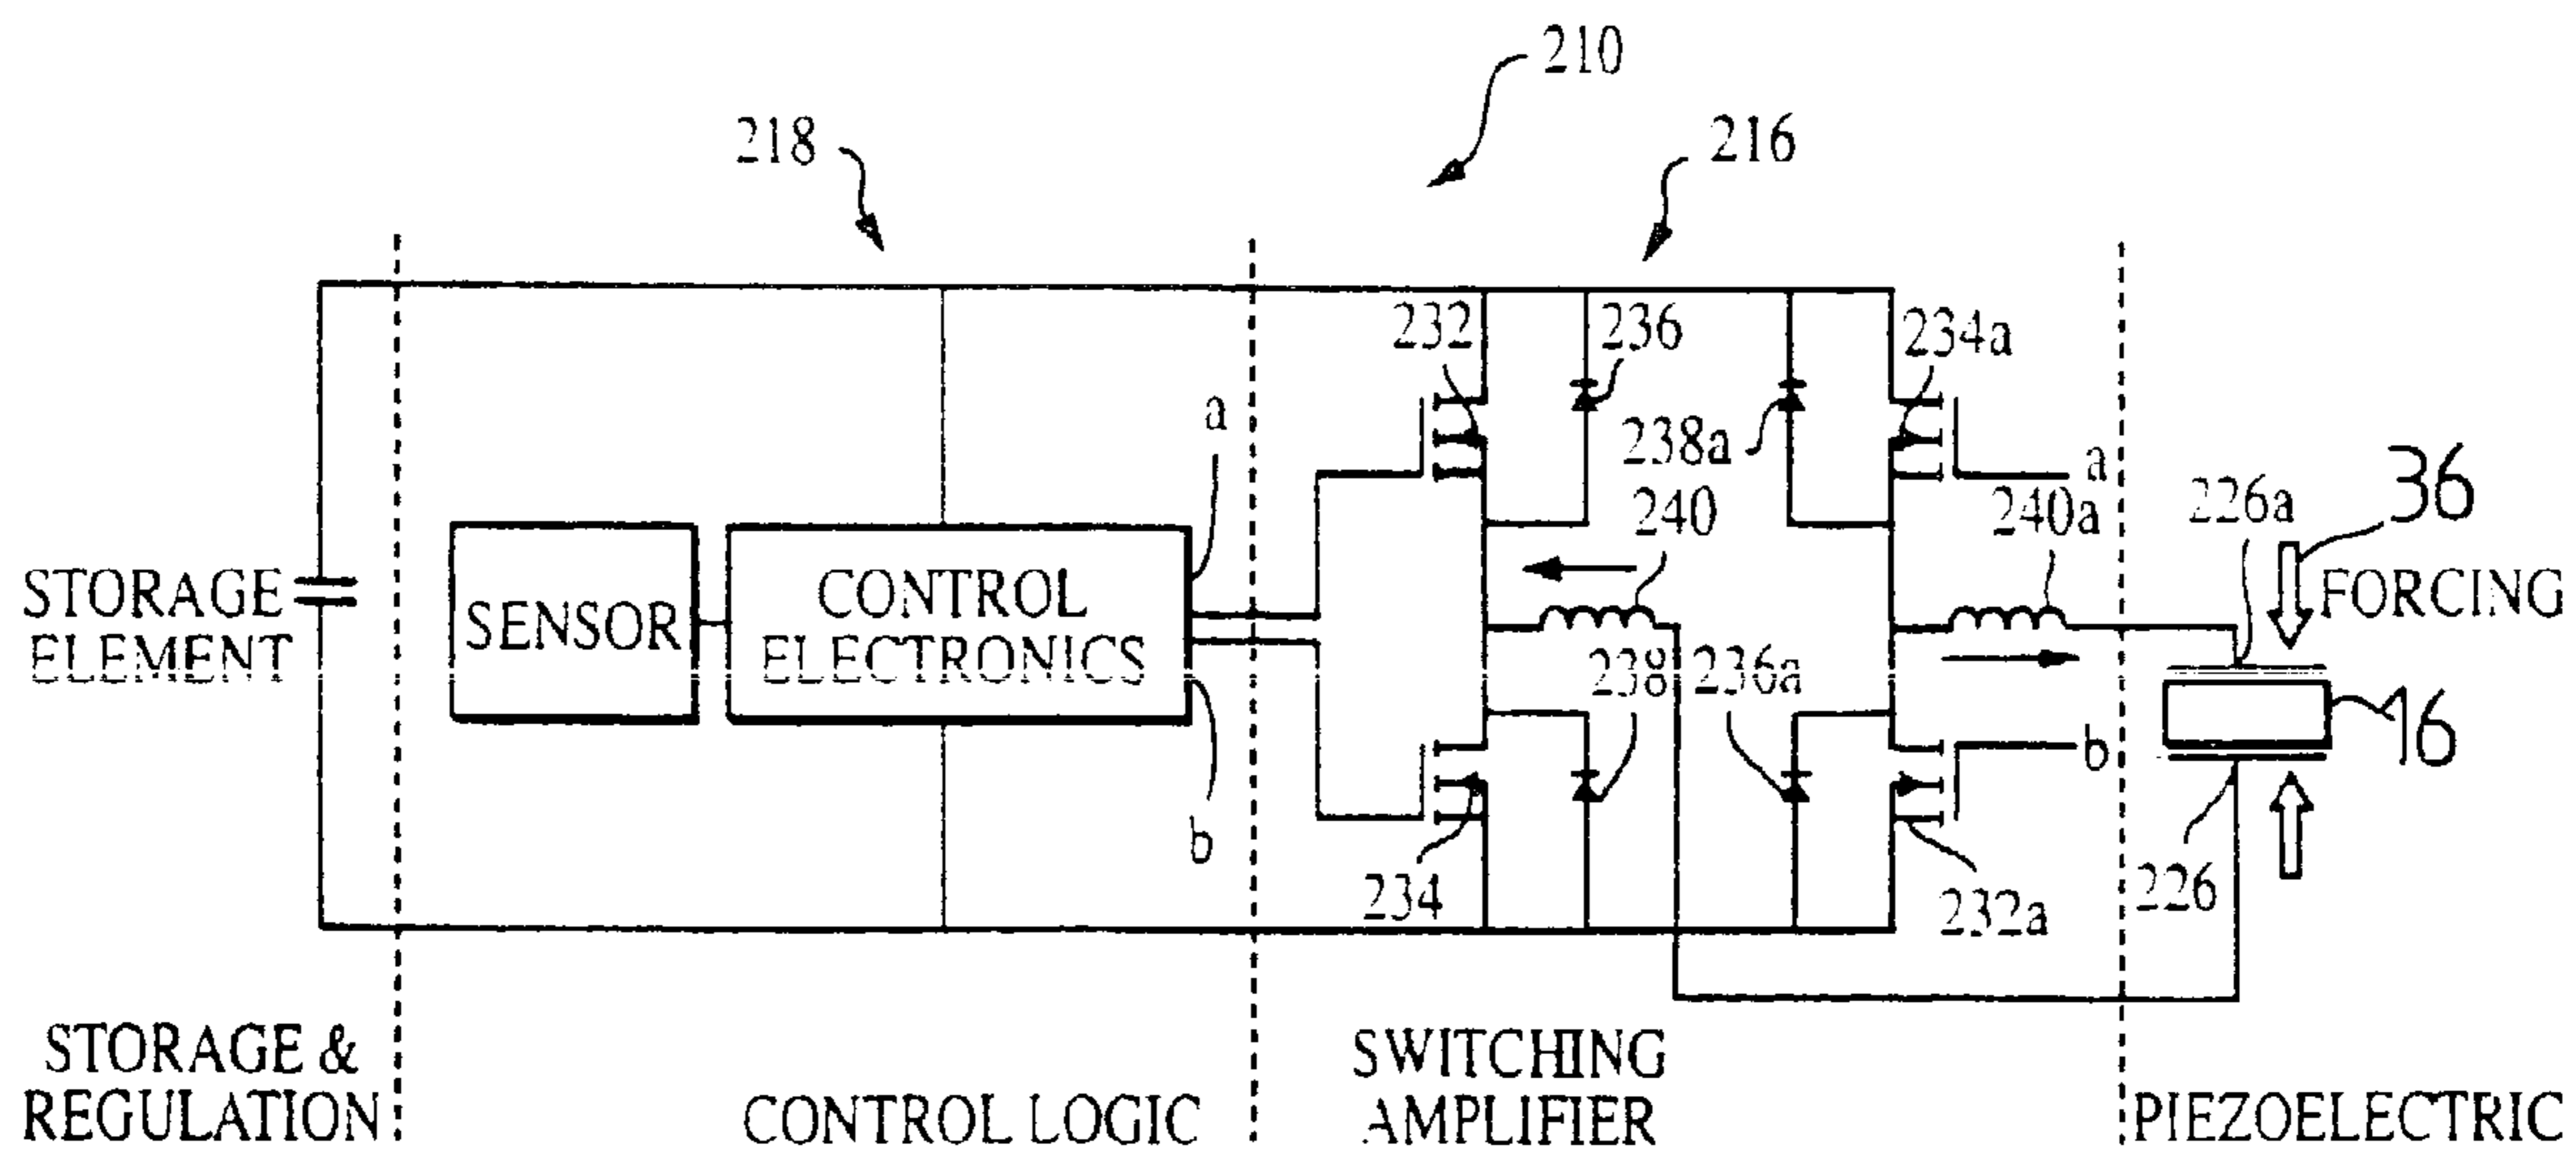 210
218
216
232
236
234a
a
238a
a
36
240
240a
226a
STORAGE
ELEMENT
SENSOR
CONTROL
ELECTRONICS
FORCING
238
236a
16
b
b
234
232a
226
STORAGE &
REGULATION
CONTROL LOGIC
SWITCHING
AMPLIFIER
PIEZOELECTRIC